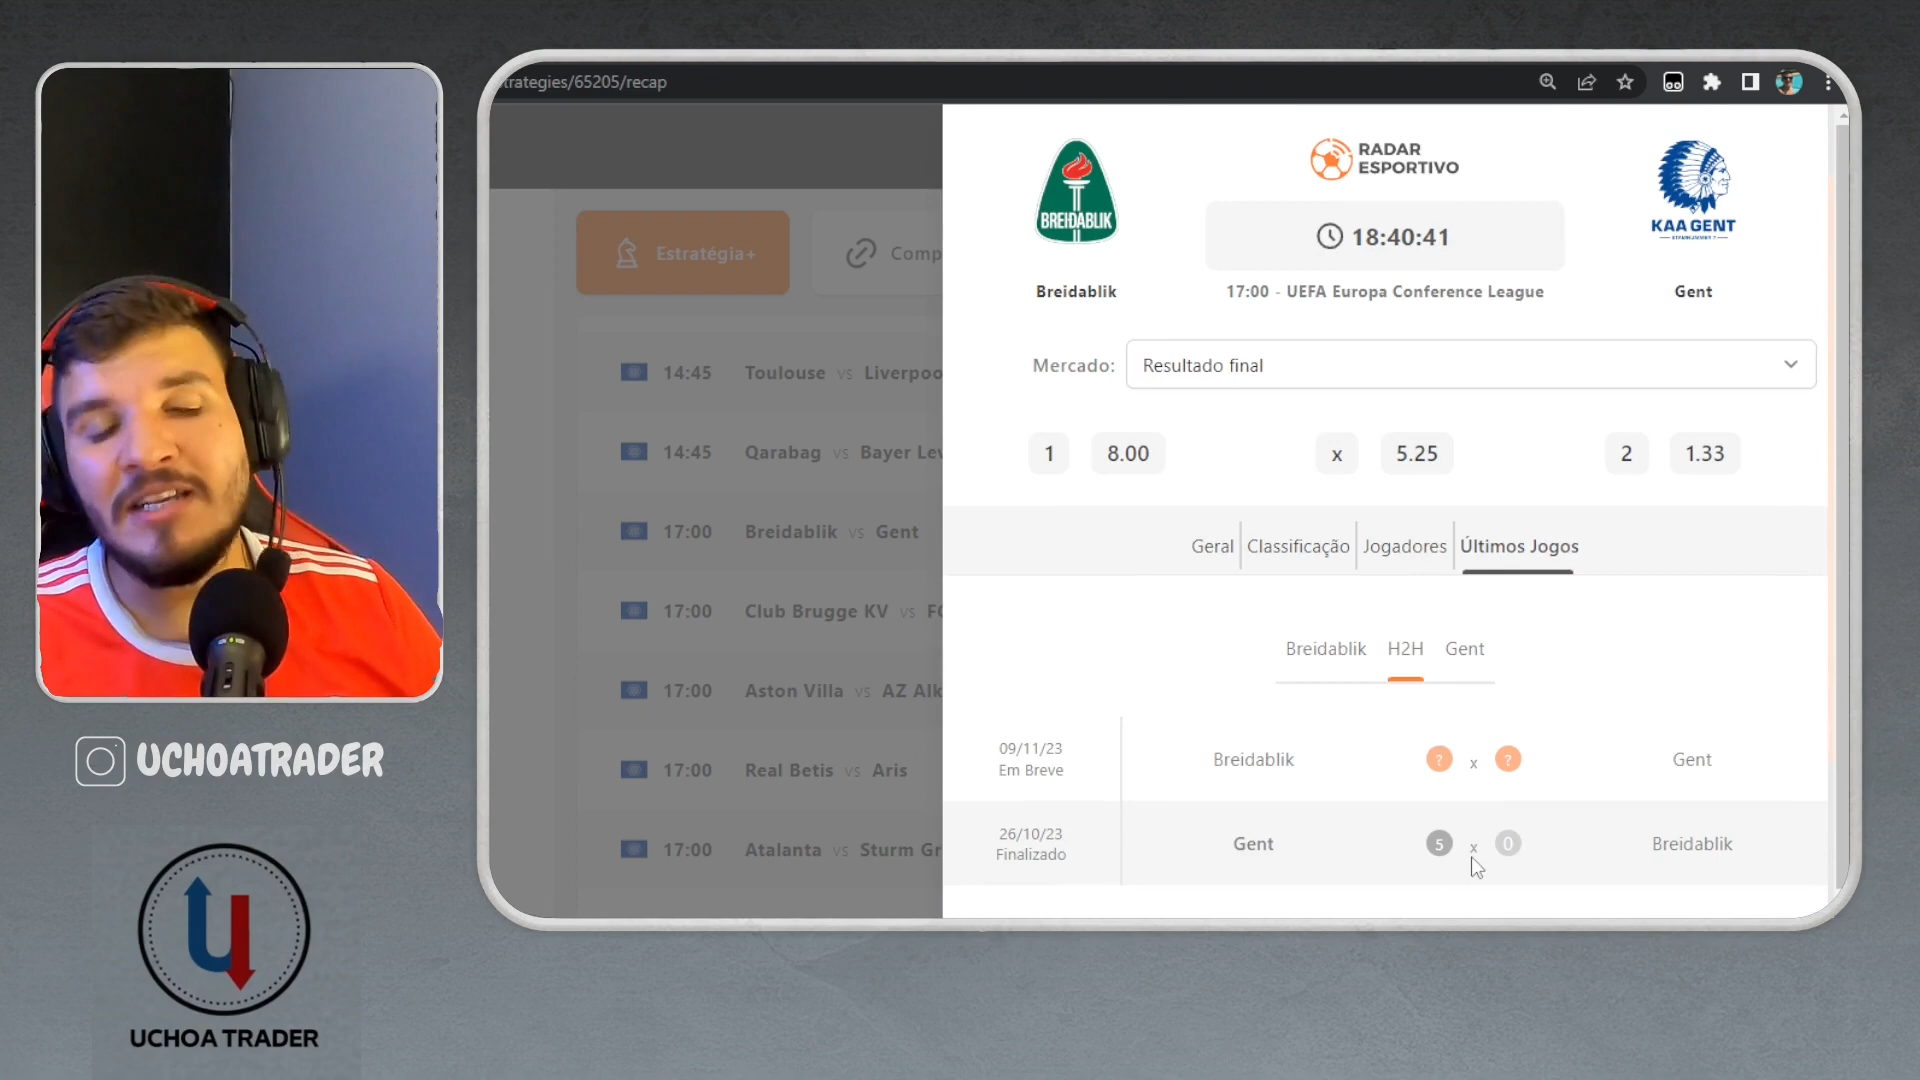 trategies/65205/recap
BREIÐABLIK
RADAR
ESPORTIVO
KAA GENT
18:40:41
Breidablik
17:00 - UEFA Europa Conference League
Gent
Estratégia+
Comp
Mercado:
Resultado final
1 8.00 x 5.25 2 1.33
14:45 Toulouse vs Liverpoo
14:45 Qarabag vs Bayer Lev
17:00 Breidablik vs Gent
17:00 Club Brugge KV vs FC
17:00 Aston Villa vs AZ Alk
17:00 Real Betis vs Aris
17:00 Atalanta vs Sturm Gr
Geral Classificação Jogadores Últimos Jogos
Breidablik H2H Gent
09/11/23
Em Breve
Breidablik ? x ? Gent
26/10/23
Finalizado
Gent 5 x 0 Breidablik
UCHOATRADER
U
UCHOA TRADER